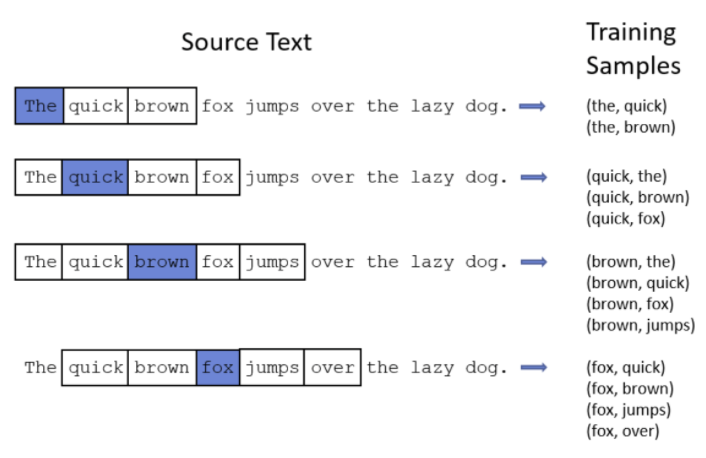 Source Text
Training
Samples
The quick brown fox jumps over the lazy dog.
(the, quick)
(the, brown)
The quick brown fox jumps over the lazy dog.
(quick, the)
(quick, brown)
(quick, fox)
The quick brown fox jumps over the lazy dog.
(brown, the)
(brown, quick)
(brown, fox)
(brown, jumps)
The quick brown fox jumps over the lazy dog.
(fox, quick)
(fox, brown)
(fox, jumps)
(fox, over)